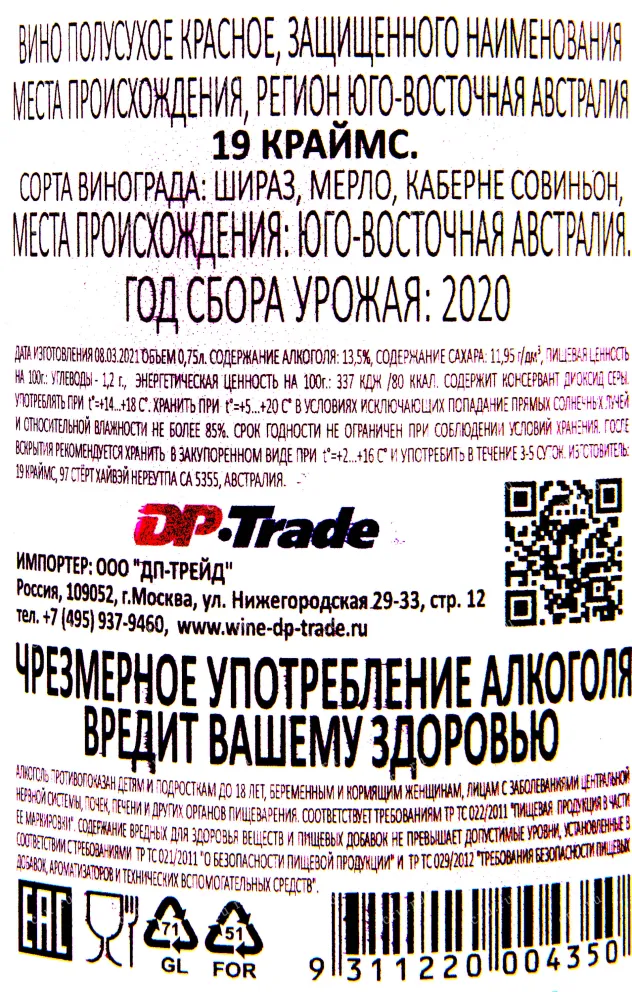 ВИНО ПОЛУСУХОЕ КРАСНОЕ, ЗАЩИЩЕННОГО НАИМЕНОВАНИЯ
МЕСТА ПРОИСХОЖДЕНИЯ, РЕГИОН ЮГО-ВОСТОЧНАЯ АВСТРАЛИЯ
19 КРАЙМС.
СОРТА ВИНОГРАДА: ШИРАЗ, МЕРЛО, КАБЕРНЕ СОВИНЬОН,
МЕСТА ПРОИСХОЖДЕНИЯ: ЮГО-ВОСТОЧНАЯ АВСТРАЛИЯ.
ГОД СБОРА УРОЖАЯ: 2020
ДАТА ИЗГОТОВЛЕНИЯ 08.03.2021 ОБЪЕМ 0,75л. СОДЕРЖАНИЕ АЛКОГОЛЯ: 13,5%, СОДЕРЖАНИЕ САХАРА: 11,95 г/дм³, ПИЩЕВАЯ ЦЕННОСТЬ
НА 100г.: УГЛЕВОДЫ - 1,2 г., ЭНЕРГЕТИЧЕСКАЯ ЦЕННОСТЬ НА 100г.: 337 КДЖ /80 ККАЛ. СОДЕРЖИТ КОНСЕРВАНТ ДИОКСИД СЕРЫ.
УПОТРЕБЛЯТЬ ПРИ t°=+14...+18 С°. ХРАНИТЬ ПРИ t°=+5...+20 С° В УСЛОВИЯХ ИСКЛЮЧАЮЩИХ ПОПАДАНИЕ ПРЯМЫХ СОЛНЕЧНЫХ ЛУЧЕЙ
И ОТНОСИТЕЛЬНОЙ ВЛАЖНОСТИ НЕ БОЛЕЕ 85%. СРОК ГОДНОСТИ НЕ ОГРАНИЧЕН ПРИ СОБЛЮДЕНИИ УСЛОВИЙ ХРАНЕНИЯ. ПОСЛЕ
ВСКРЫТИЯ РЕКОМЕНДУЕТСЯ ХРАНИТЬ В ЗАКУПОРЕННОМ ВИДЕ ПРИ t°=+2...+16 С° И УПОТРЕБИТЬ В ТЕЧЕНИЕ 3-5 СУТОК. ИЗГОТОВИТЕЛЬ:
19 КРАЙМС, 97 СТЁРТ ХАЙВЭЙ НЕРЕУТПА СА 5355, АВСТРАЛИЯ.
DP-Trade
ИМПОРТЕР: ООО "ДП-ТРЕЙД"
Россия, 109052, г.Москва, ул. Нижегородская 29-33, стр. 12
тел. +7 (495) 937-9460, www.wine-dp-trade.ru
ЧРЕЗМЕРНОЕ УПОТРЕБЛЕНИЕ АЛКОГОЛЯ
ВРЕДИТ ВАШЕМУ ЗДОРОВЬЮ
АЛКОГОЛЬ ПРОТИВОПОКАЗАН ДЕТЯМ И ПОДРОСТКАМ ДО 18 ЛЕТ, БЕРЕМЕННЫМ И КОРМЯЩИМ ЖЕНЩИНАМ, ЛИЦАМ С ЗАБОЛЕВАНИЯМИ ЦЕНТРАЛЬНОЙ
НЕРВНОЙ СИСТЕМЫ, ПОЧЕК, ПЕЧЕНИ И ДРУГИХ ОРГАНОВ ПИЩЕВАРЕНИЯ. СООТВЕТСТВУЕТ ТРЕБОВАНИЯМ ТР ТС 022/2011 "ПИЩЕВАЯ ПРОДУКЦИЯ В ЧАСТИ
ЕЕ МАРКИРОВКИ". СОДЕРЖАНИЕ ВРЕДНЫХ ДЛЯ ЗДОРОВЬЯ ВЕЩЕСТВ И ПИЩЕВЫХ ДОБАВОК НЕ ПРЕВЫШАЕТ ДОПУСТИМЫЕ УРОВНИ, УСТАНОВЛЕННЫЕ В
СООТВЕТСТВИИ СТРЕБОВАНИЯМИ ТР ТС 021/2011 "О БЕЗОПАСНОСТИ ПИЩЕВОЙ ПРОДУКЦИИ" И ТР ТС 029/2012 "ТРЕБОВАНИЯ БЕЗОПАСНОСТИ ПИЩЕВЫХ
ДОБАВОК, АРОМАТИЗАТОРОВ И ТЕХНИЧЕСКИХ ВСПОМОГАТЕЛЬНЫХ СРЕДСТВ".
EAC
71
GL
51
FOR
9 311220 004350